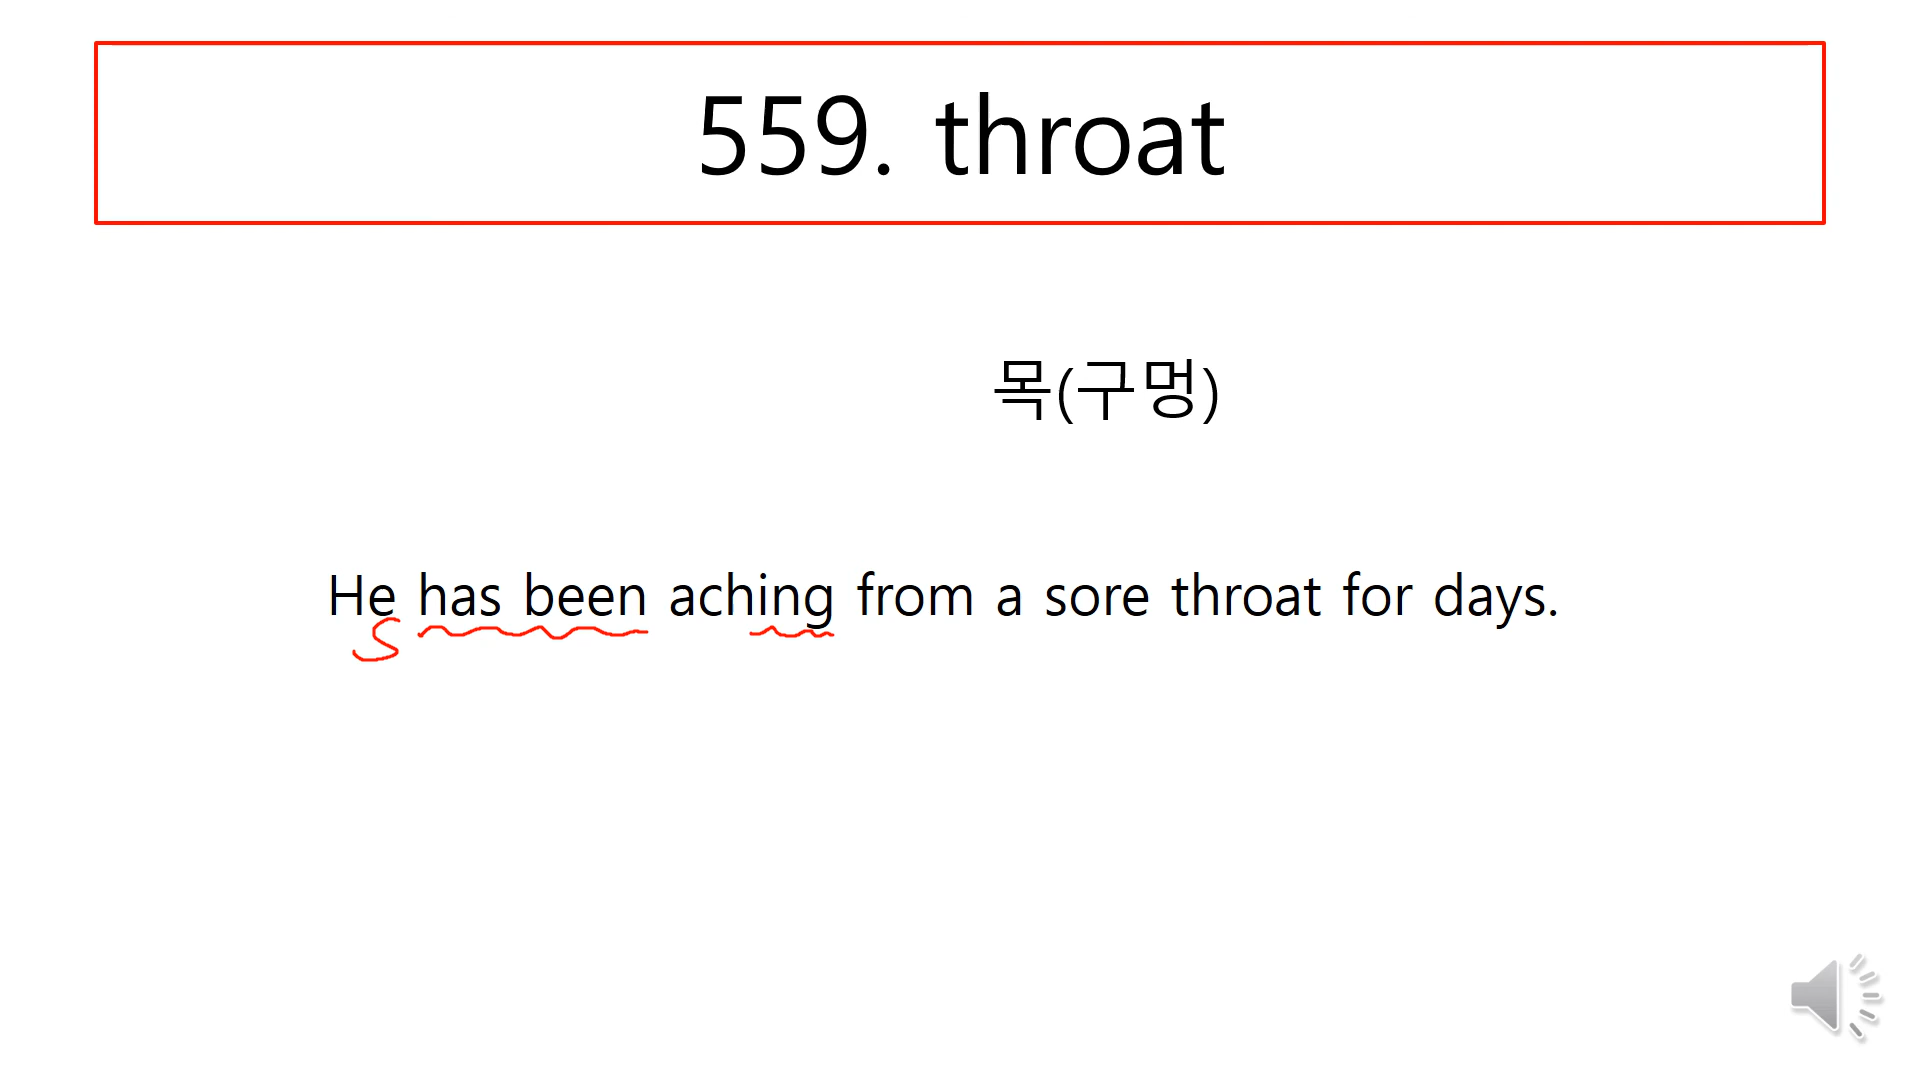 559. throat
목(구멍)
He has been aching from a sore throat for days.
S